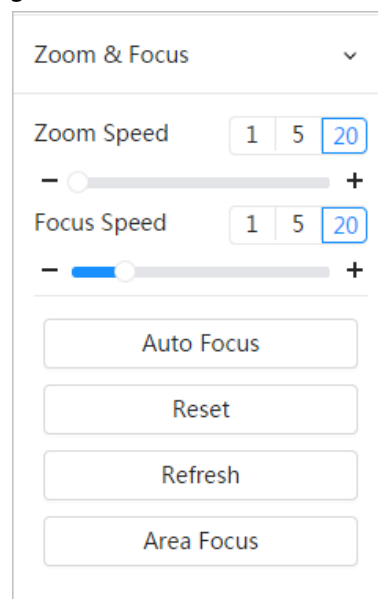 Zoom & Focus
Zoom Speed 1 5 20
− +
Focus Speed 1 5 20
− +
Auto Focus
Reset
Refresh
Area Focus